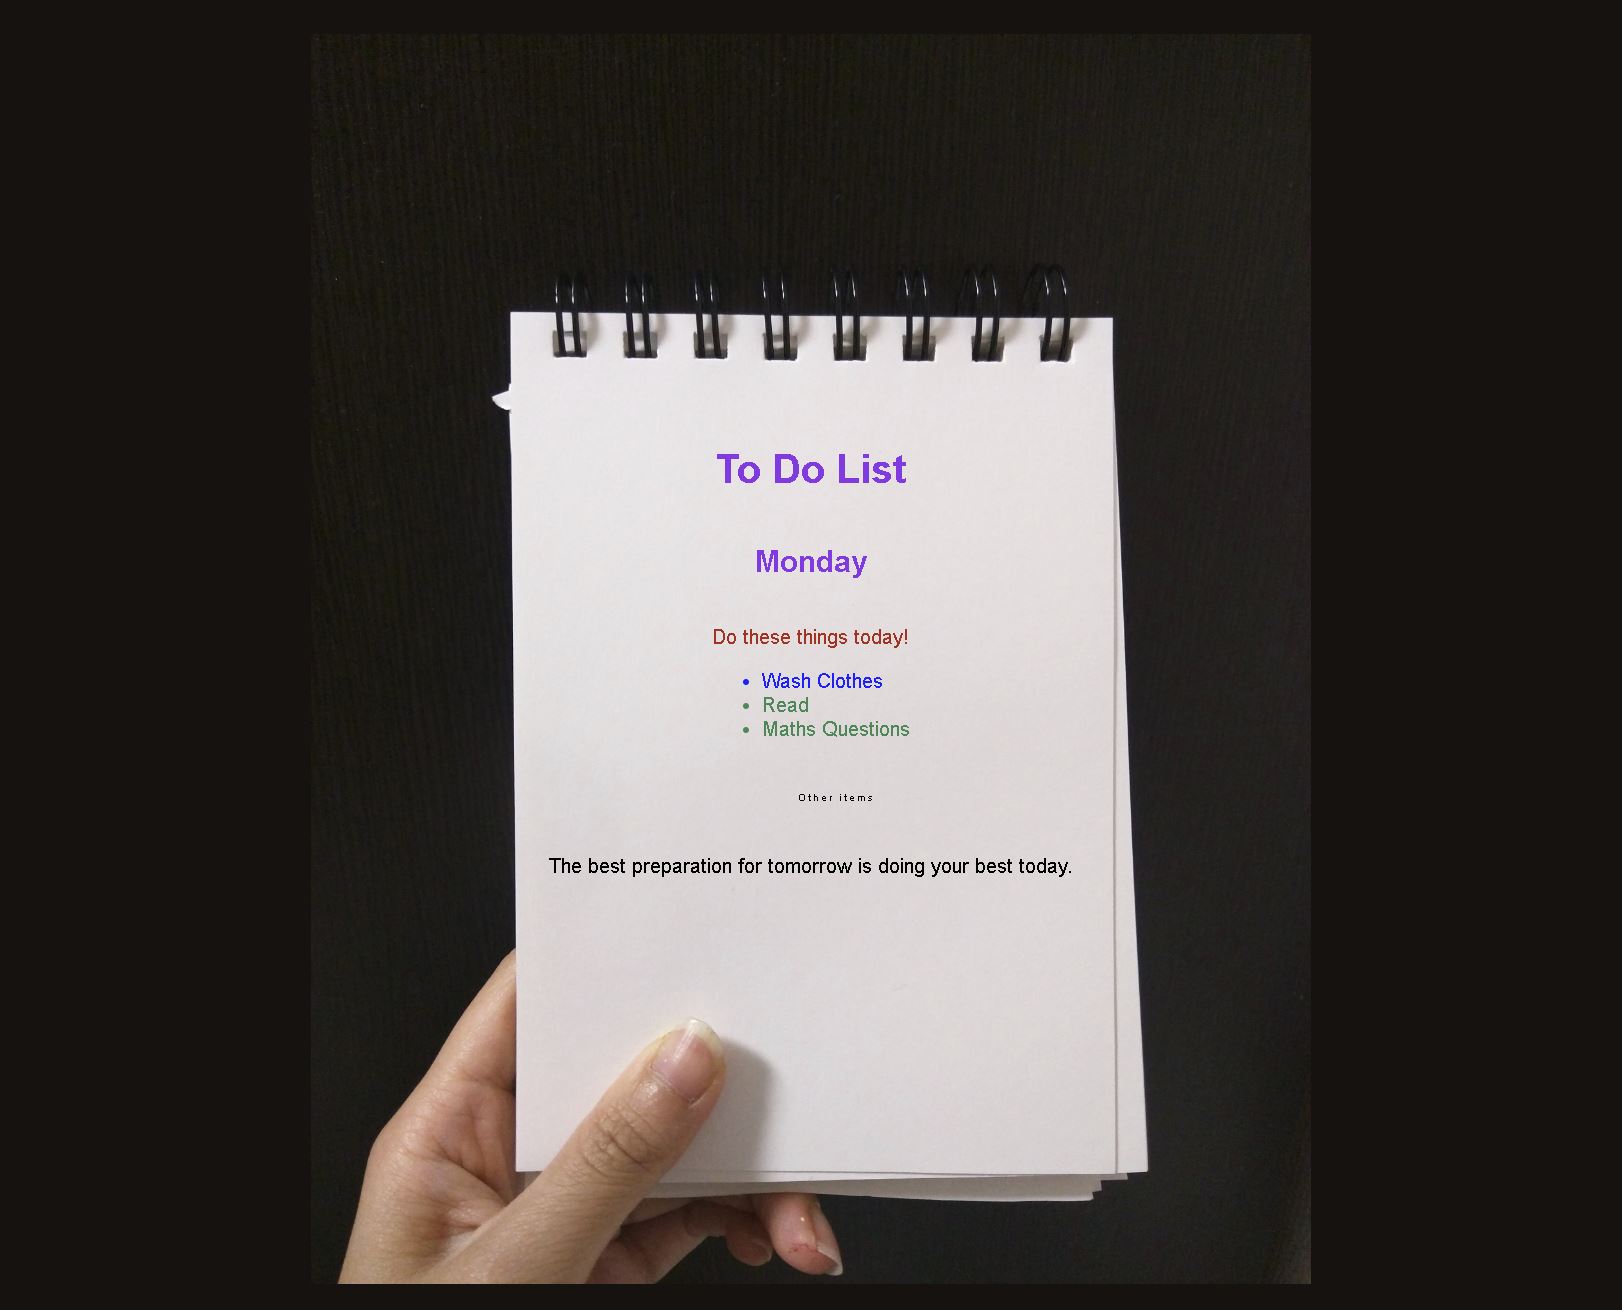 To Do List
Monday
Do these things today!
• Wash Clothes
• Read
• Maths Questions
Other items
The best preparation for tomorrow is doing your best today.